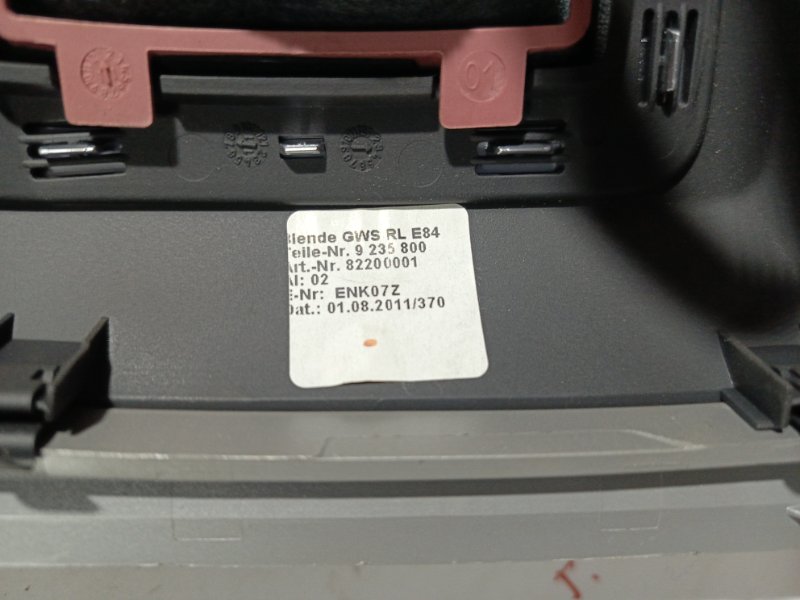 01
Blende GWS RL E84
Teile-Nr. 9 235 800
Art.-Nr. 82200001
AI: 02
E-Nr: ENK07Z
Dat.: 01.08.2011/370